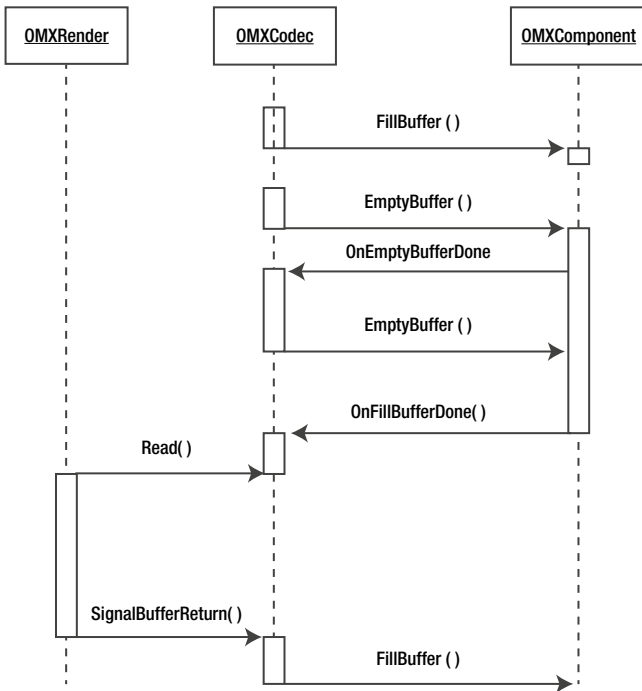 OMXRender
OMXCodec
OMXComponent
FillBuffer ( )
EmptyBuffer ( )
OnEmptyBufferDone
EmptyBuffer ( )
OnFillBufferDone( )
Read( )
SignalBufferReturn( )
FillBuffer ( )